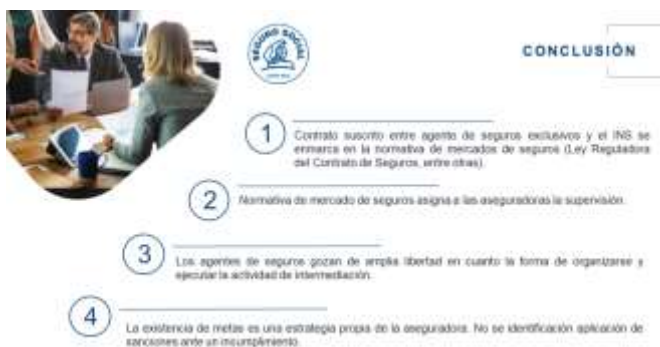 SEGURO SOCIAL
CONCLUSIÓN
1
Contrato suscrito entre agente de seguros exclusivos y el INS se
enmarca en la normativa de mercados de seguros (Ley Reguladora
del Contrato de Seguros, entre otras).
2
Normativa de mercado de seguros asigna a las aseguradoras la supervisión.
3
Los agentes de seguros gozan de amplia libertad en cuanto la forma de organizarse y
ejecutar la actividad de intermediación.
4
La existencia de metas es una estrategia propia de la aseguradora. No se identificación aplicación de
sanciones ante un incumplimiento.